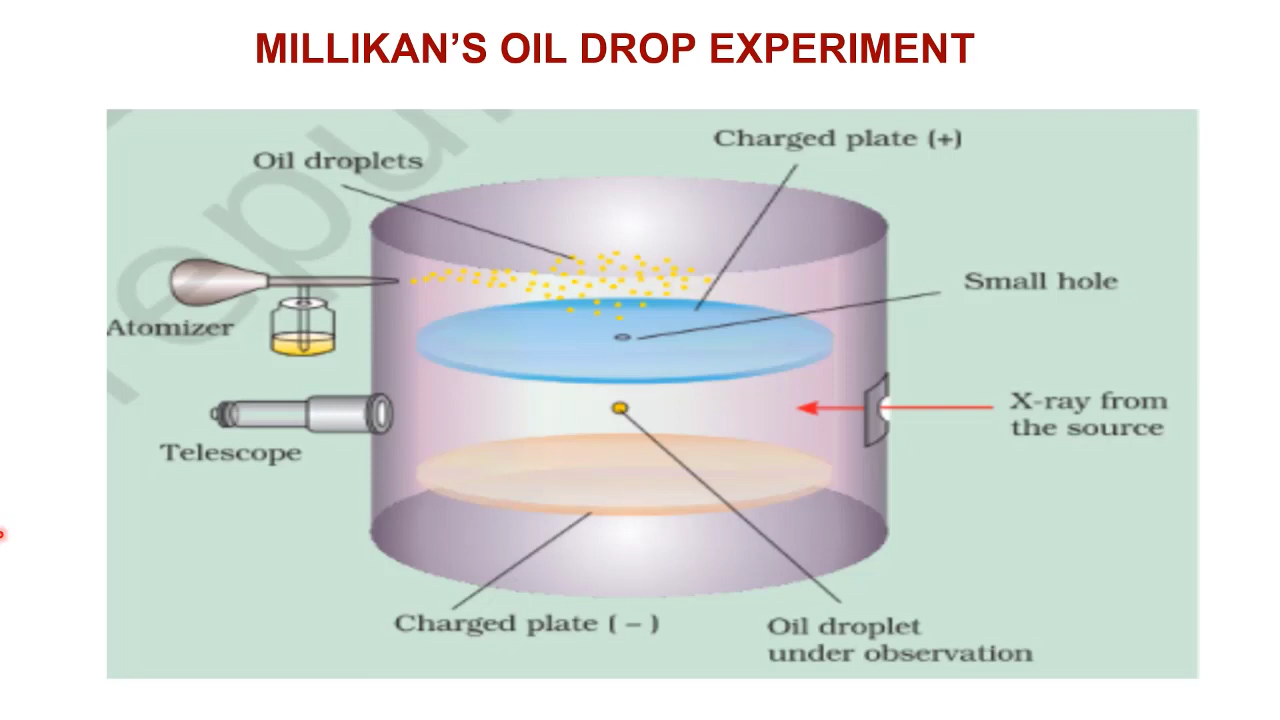 MILLIKAN'S OIL DROP EXPERIMENT
Charged plate (+)
Oil droplets
Small hole
Atomizer
X-ray from
the source
Telescope
Charged plate ( – )
Oil droplet
under observation